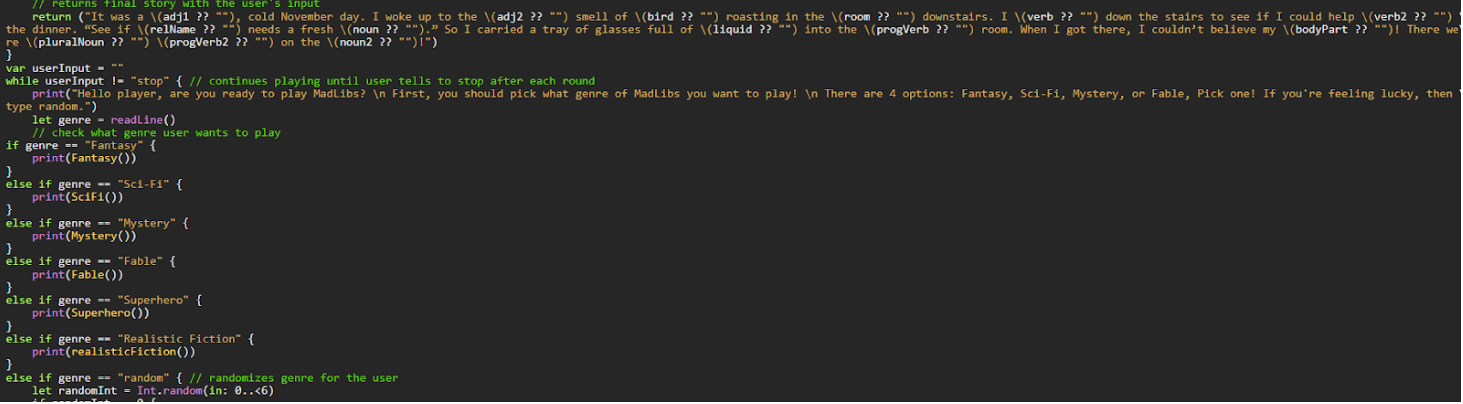 // returns final story with the user's input
return ("It was a \(adj1 ?? ""), cold November day. I woke up to the \(adj2 ?? "") smell of \(bird ?? "") roasting in the \(room ?? "") downstairs. I \(verb ?? "") down the stairs to see if I could help \(verb2 ?? "") \
the dinner. “See if \(relName ?? "") needs a fresh \(noun ?? "").” So I carried a tray of glasses full of \(liquid ?? "") into the \(progVerb ?? "") room. When I got there, I couldn’t believe my \(bodyPart ?? "")! There we\
re \(pluralNoun ?? "") \(progVerb2 ?? "") on the \(noun2 ?? "")!")
}
var userInput = ""
while userInput != "stop" { // continues playing until user tells to stop after each round
print("Hello player, are you ready to play MadLibs? \n First, you should pick what genre of MadLibs you want to play! \n There are 4 options: Fantasy, Sci-Fi, Mystery, or Fable, Pick one! If you're feeling lucky, then \
type random.")
let genre = readLine()
// check what genre user wants to play
if genre == "Fantasy" {
print(Fantasy())
}
else if genre == "Sci-Fi" {
print(SciFi())
}
else if genre == "Mystery" {
print(Mystery())
}
else if genre == "Fable" {
print(Fable())
}
else if genre == "Superhero" {
print(Superhero())
}
else if genre == "Realistic Fiction" {
print(realisticFiction())
}
else if genre == "random" { // randomizes genre for the user
let randomInt = Int.random(in: 0..<6)